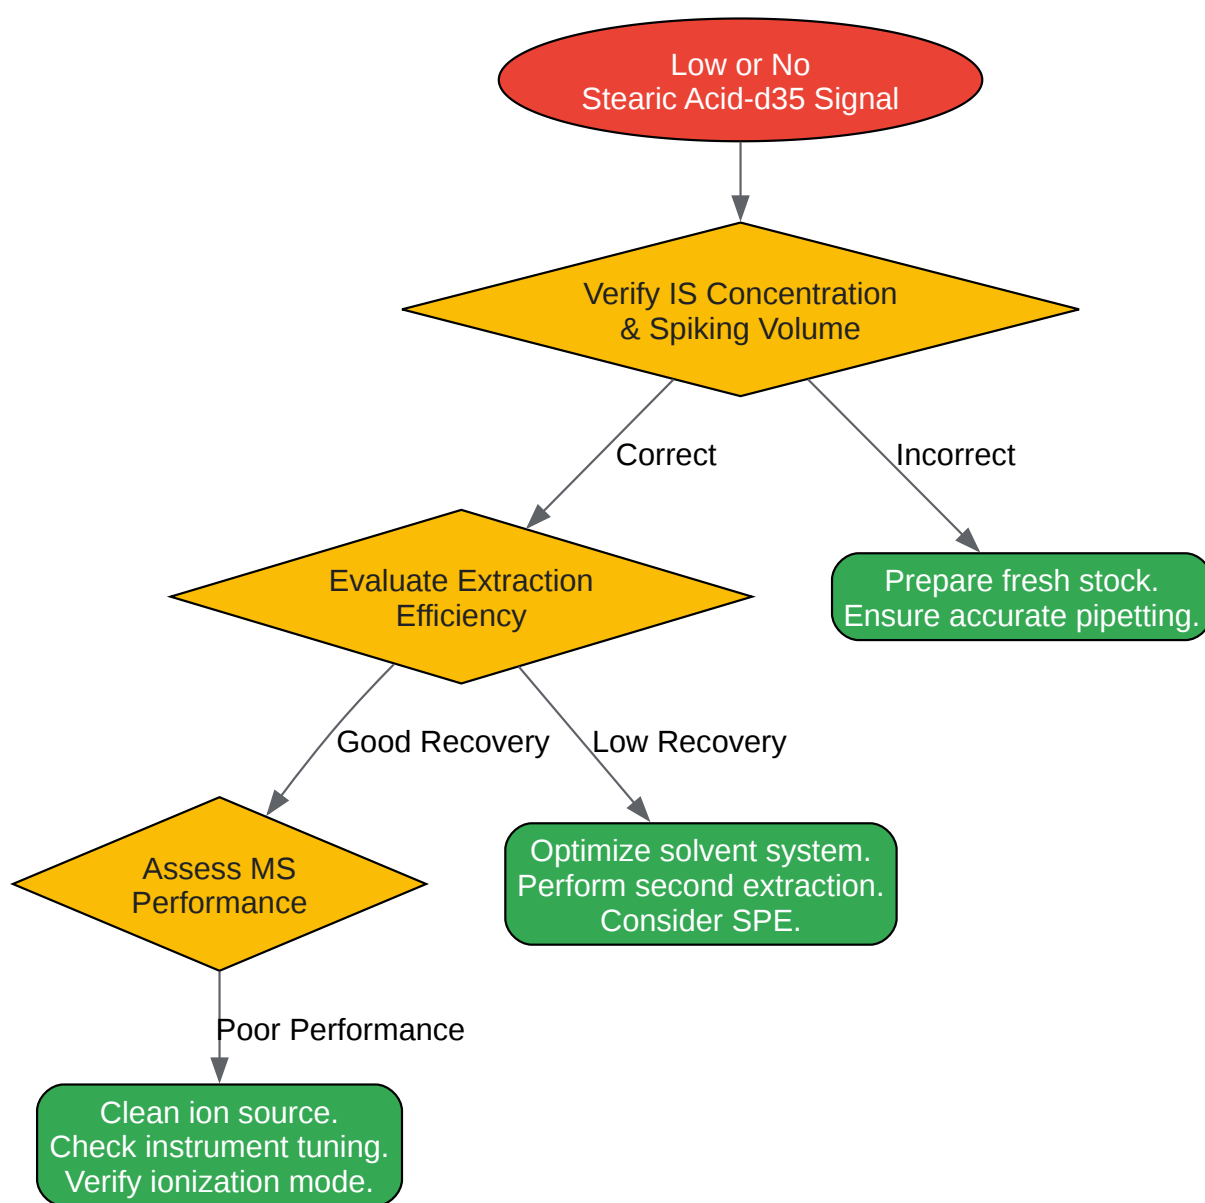 Low or No
Stearic Acid-d35 Signal
Verify IS Concentration
& Spiking Volume
Correct
Incorrect
Evaluate Extraction
Efficiency
Prepare fresh stock.
Ensure accurate pipetting.
Good Recovery
Low Recovery
Assess MS
Performance
Optimize solvent system.
Perform second extraction.
Consider SPE.
Poor Performance
Clean ion source.
Check instrument tuning.
Verify ionization mode.